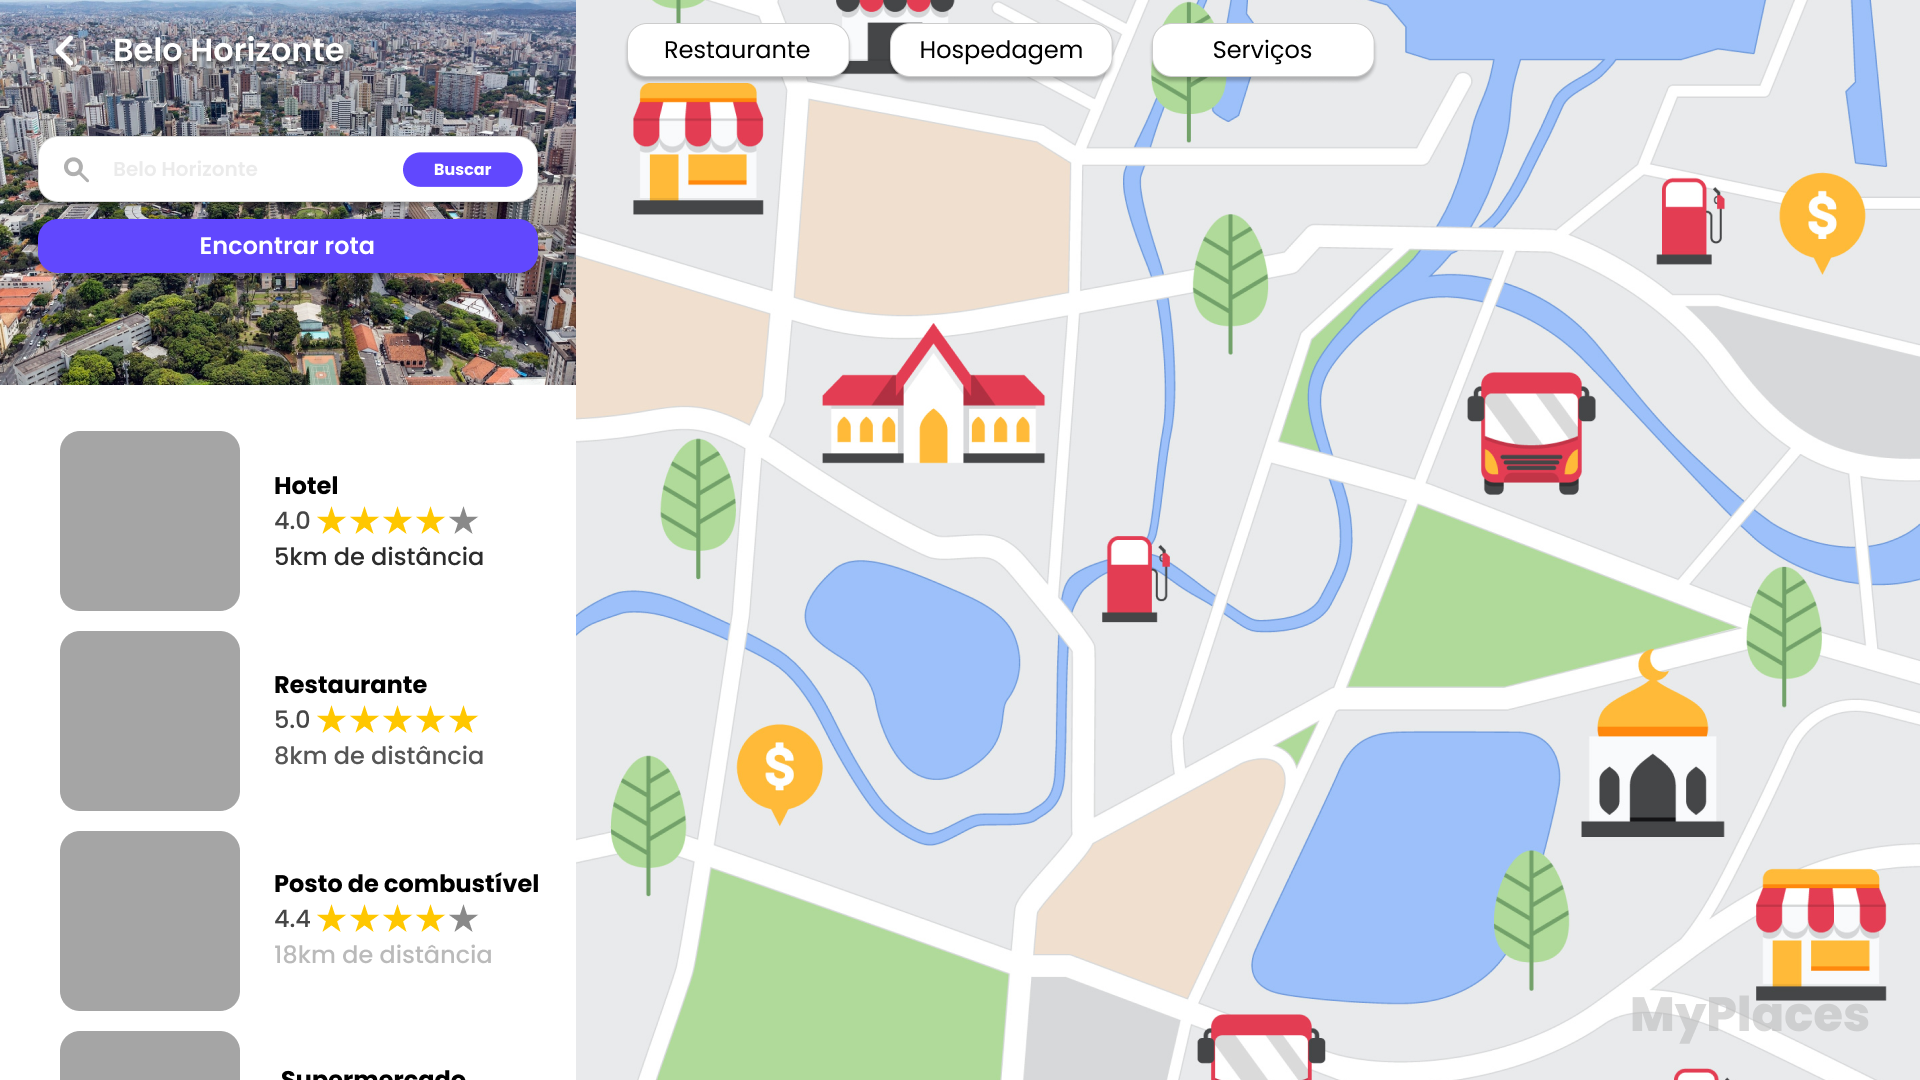 Belo Horizonte
Belo Horizonte
Buscar
Encontrar rota
Hotel
4.0
5km de distância
Restaurante
5.0
8km de distância
Posto de combustível
4.4
18km de distância
Supermercado
Restaurante
Hospedagem
Serviços
$
$
MyPlaces